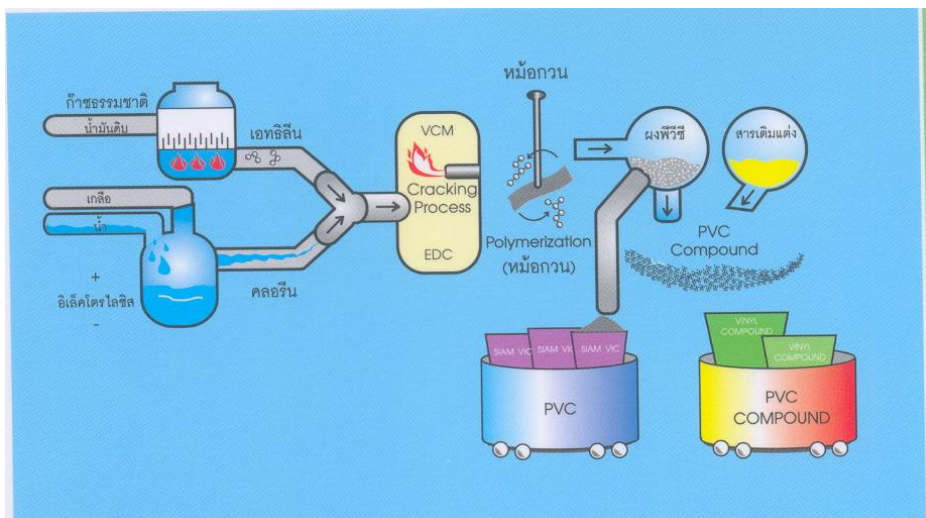 ก๊าซธรรมชาติ
น้ำมันดิบ
เอทธิลีน
เกลือ
น้ำ
+
อิเล็คโตรไลซิส
-
คลอรีน
VCM
Cracking
Process
EDC
หม้อกวน
Polymerization
(หม้อกวน)
ผงพีวีซี
สารเติมแต่ง
PVC
Compound
SIAM VIC
SIAM VIC
SIAM VIC
PVC
VINYL
COMPOUND
VINYL
COMPOUND
PVC
COMPOUND